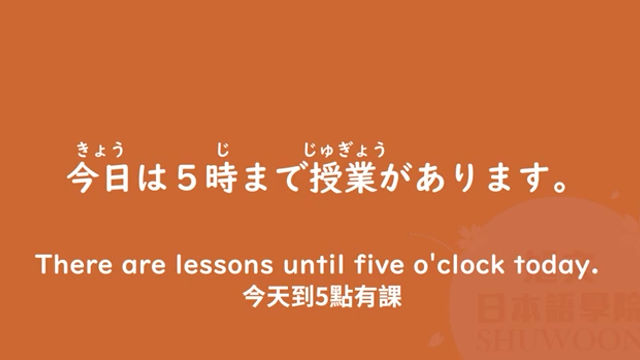 きょう じ じゅぎょう
今日は５時まで授業があります。
There are lessons until five o'clock today.
今天到5點有課
日本語學院
SHUWOON